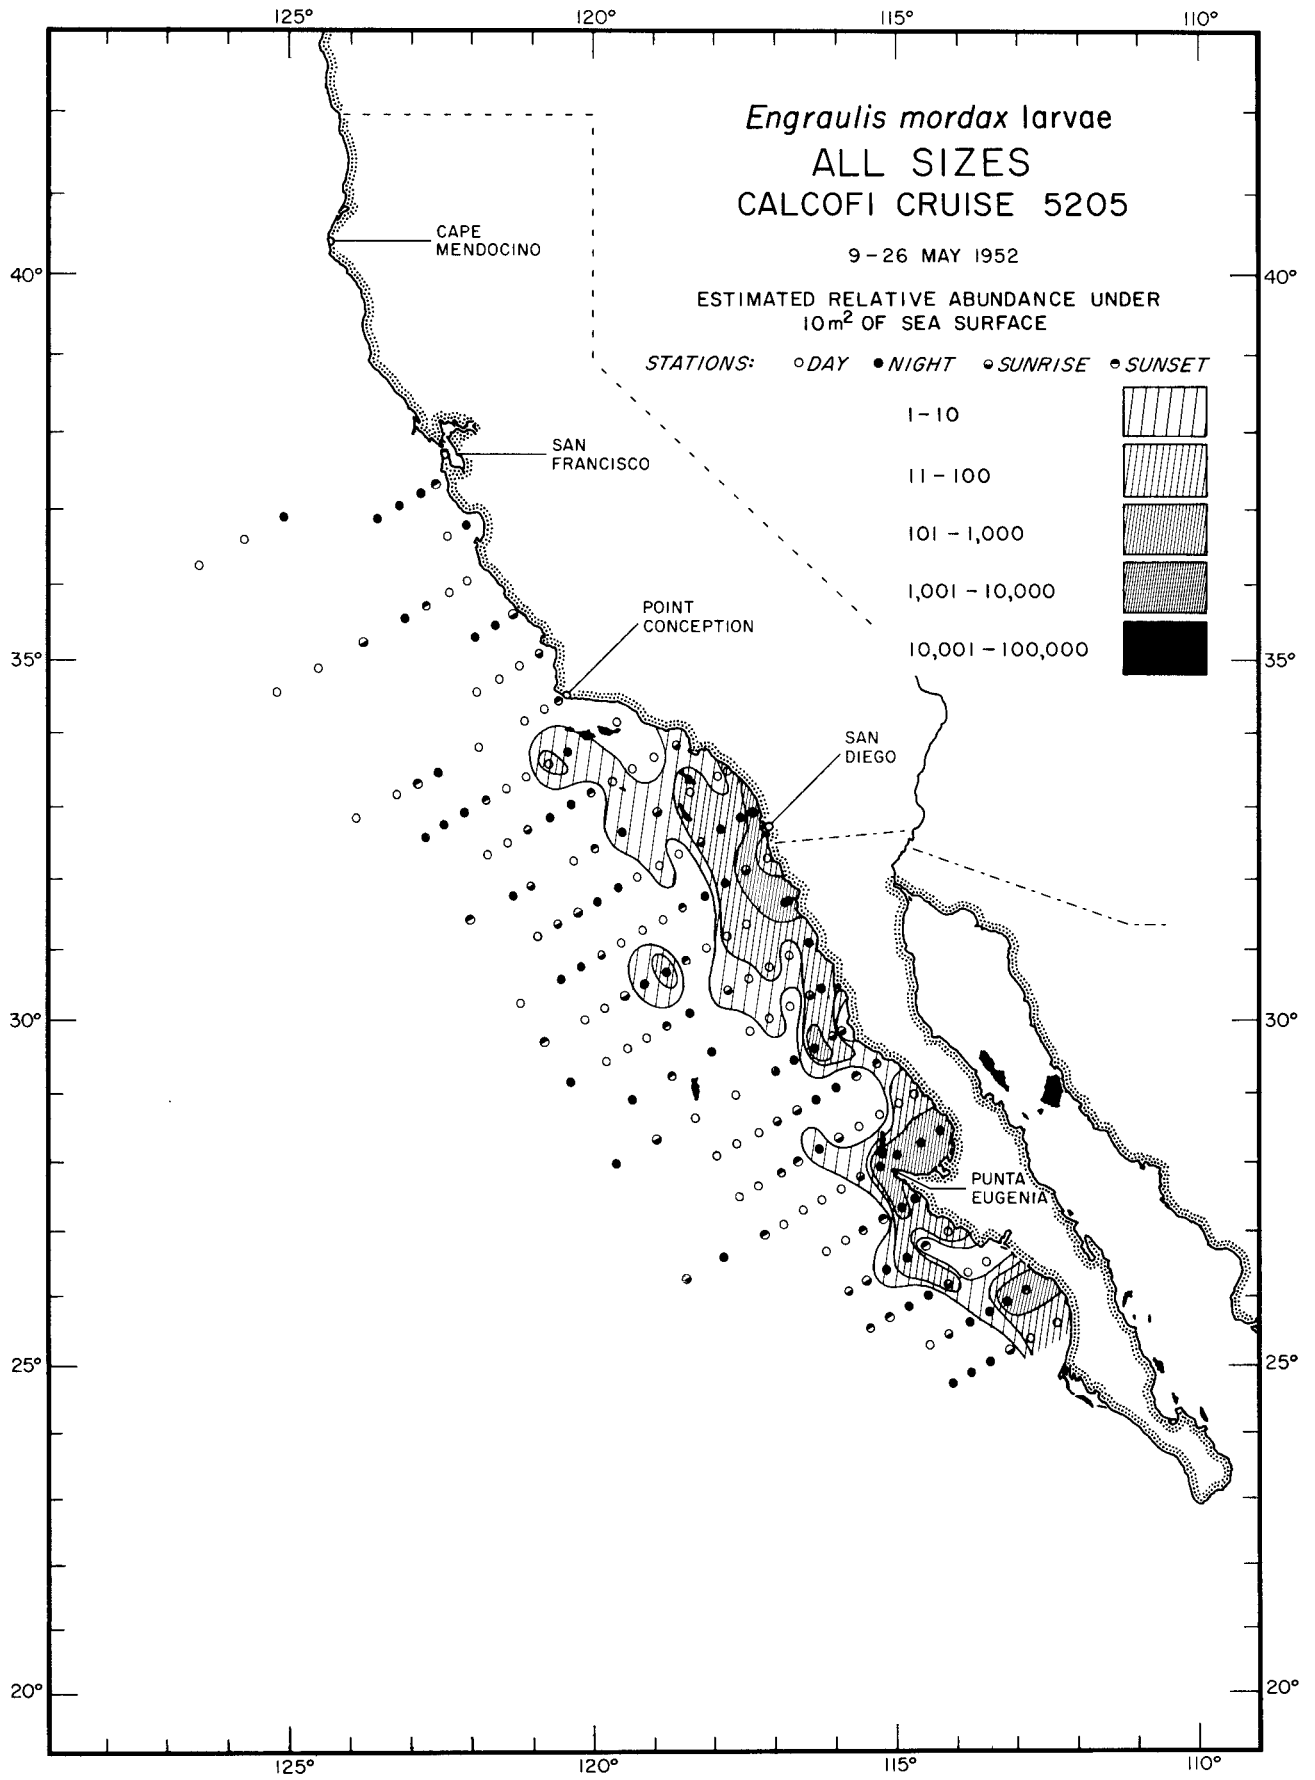 125°
120°
115°
110°
Engraulis mordax larvae
ALL SIZES
CALCOFI CRUISE 5205
9-26 MAY 1952
ESTIMATED RELATIVE ABUNDANCE UNDER
10m² OF SEA SURFACE
STATIONS: DAY NIGHT SUNRISE SUNSET
1-10
11-100
101-1,000
1,001-10,000
10,001-100,000
CAPE
MENDOCINO
40°
40°
SAN
FRANCISCO
POINT
CONCEPTION
35°
35°
SAN
DIEGO
30°
30°
PUNTA
EUGENIA
25°
25°
20°
20°
125°
120°
115°
110°